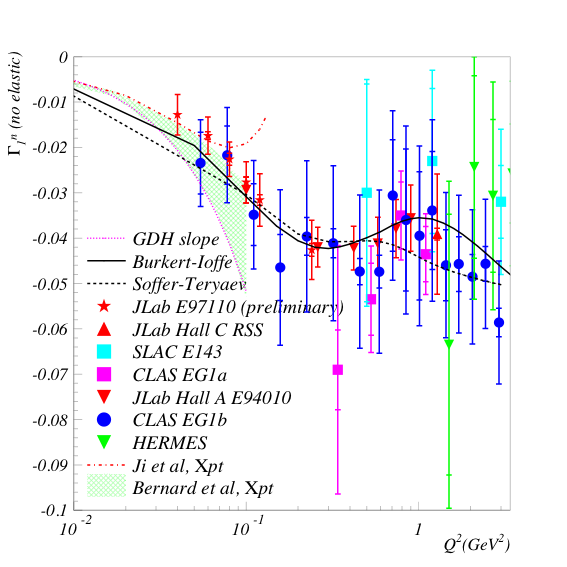 Γ₁ⁿ (no elastic)
0
-0.01
-0.02
-0.03
-0.04
-0.05
-0.06
-0.07
-0.08
-0.09
-0.1
GDH slope
Burkert-Ioffe
Soffer-Teryaev
JLab E97110 (preliminary)
JLab Hall C RSS
SLAC E143
CLAS EG1a
JLab Hall A E94010
CLAS EG1b
HERMES
Ji et al, Χpt
Bernard et al, Χpt
10⁻² 10⁻¹ 1
Q²(GeV²)